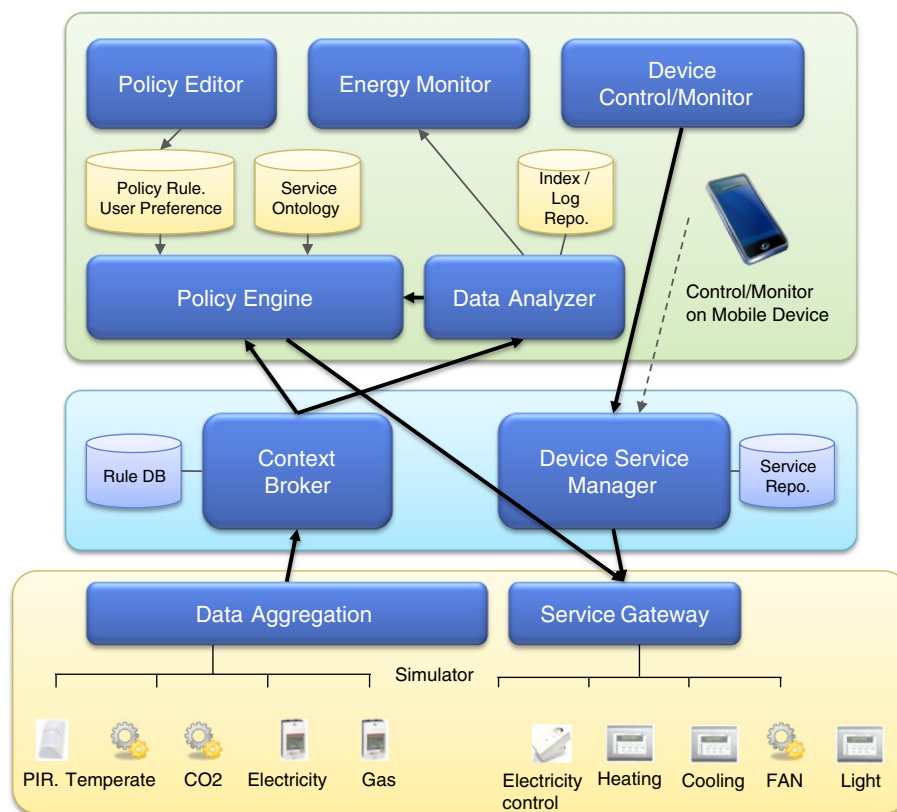 Policy Editor
Energy Monitor
Device
Control/Monitor
Policy Rule.
User Preference
Service
Ontology
Index /
Log
Repo.
Policy Engine
Data Analyzer
Control/Monitor
on Mobile Device
Rule DB
Context
Broker
Device Service
Manager
Service
Repo.
Data Aggregation
Service Gateway
Simulator
PIR.
Temperate
CO2
Electricity
Gas
Electricity
control
Heating
Cooling
FAN
Light